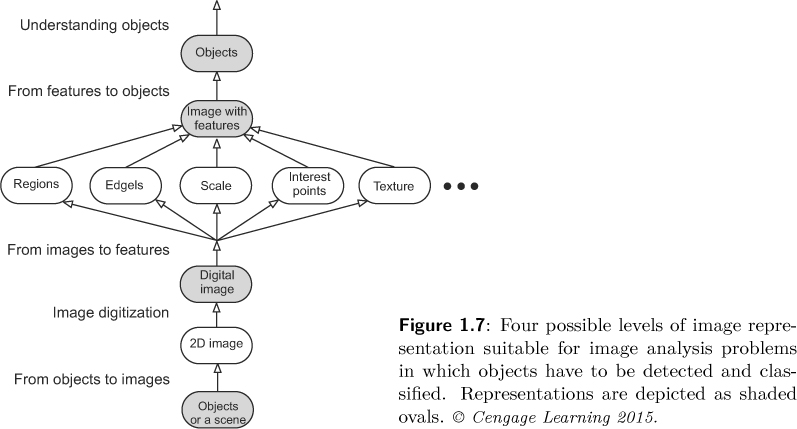 Understanding objects
Objects
From features to objects
Image with
features
Regions
Edgels
Scale
Interest
points
Texture
From images to features
Digital
image
Image digitization
2D image
From objects to images
Objects
or a scene
Figure 1.7: Four possible levels of image repre-
sentation suitable for image analysis problems
in which objects have to be detected and clas-
sified. Representations are depicted as shaded
ovals. © Cengage Learning 2015.